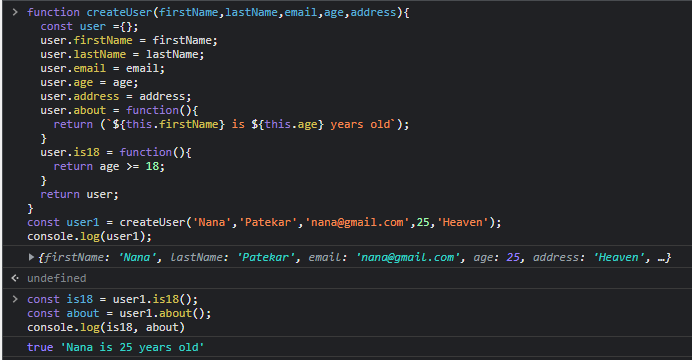 function createUser(firstName,lastName,email,age,address){
const user ={};
user.firstName = firstName;
user.lastName = lastName;
user.email = email;
user.age = age;
user.address = address;
user.about = function(){
return (`${this.firstName} is ${this.age} years old`);
}
user.is18 = function(){
return age >= 18;
}
return user;
}
const user1 = createUser('Nana','Patekar','nana@gmail.com',25,'Heaven');
console.log(user1);
{firstName: 'Nana', lastName: 'Patekar', email: 'nana@gmail.com', age: 25, address: 'Heaven', …}
undefined
const is18 = user1.is18();
const about = user1.about();
console.log(is18, about)
true 'Nana is 25 years old'